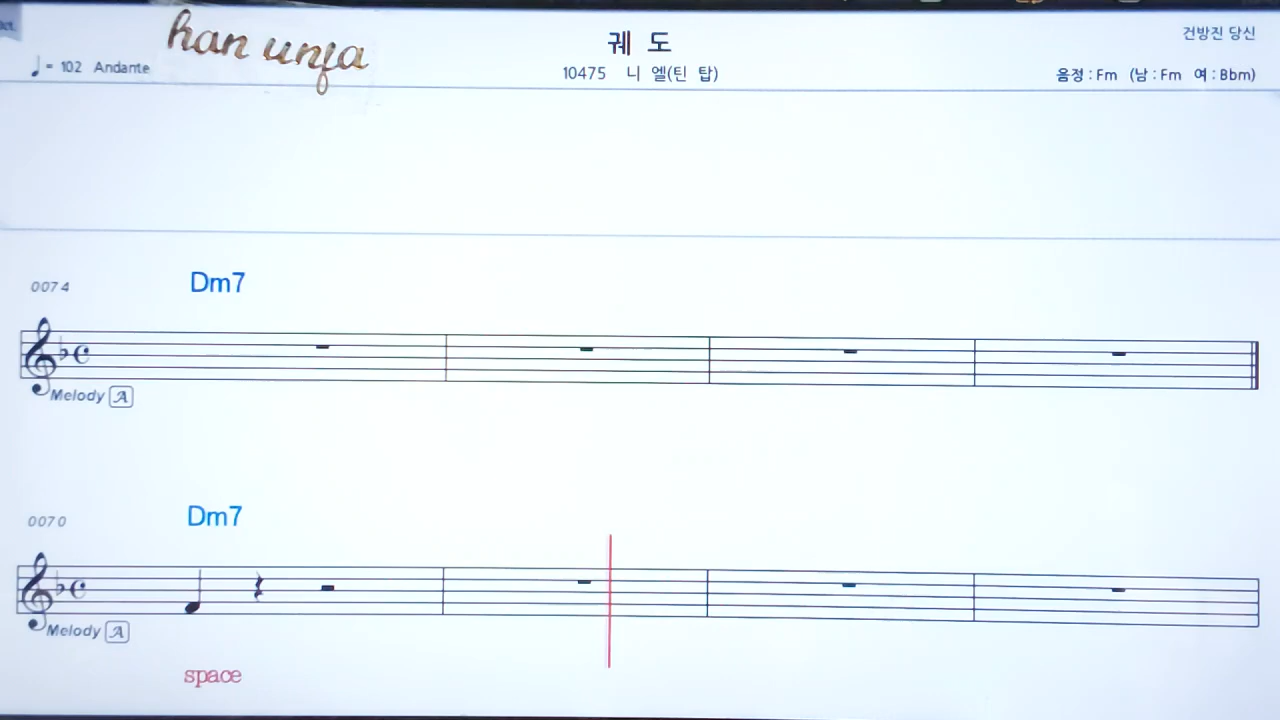 han unja
궤 도
건방진 당신
♩= 102 Andante
10475 니 엘(틴 탑)
음정 : Fm (남 : Fm 여 : Bbm)
0074
Dm7
Melody A
0070
Dm7
Melody A
space